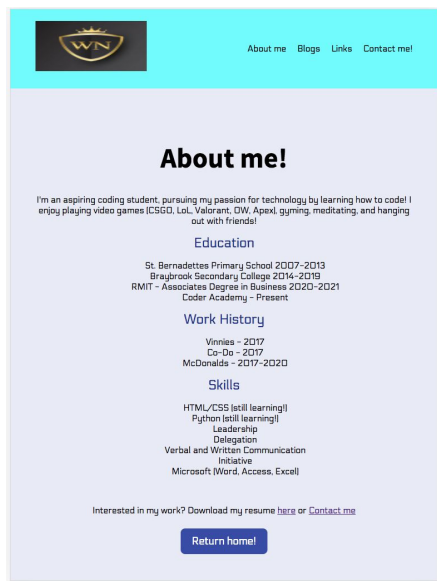 WN
About me Blogs Links Contact me!
About me!
I'm an aspiring coding student, pursuing my passion for technology by learning how to code! I
enjoy playing video games (CSGO, LoL, Valorant, OW, Apex), gyming, meditating, and hanging
out with friends!
Education
St. Bernadettes Primary School 2007-2013
Braybrook Secondary College 2014-2019
RMIT - Associates Degree in Business 2020-2021
Coder Academy - Present
Work History
Vinnies - 2017
Co-Do - 2017
McDonalds - 2017-2020
Skills
HTML/CSS (still learning!)
Python (still learning!)
Leadership
Delegation
Verbal and Written Communication
Initiative
Microsoft (Word, Access, Excel)
Interested in my work? Download my resume here or Contact me
Return home!